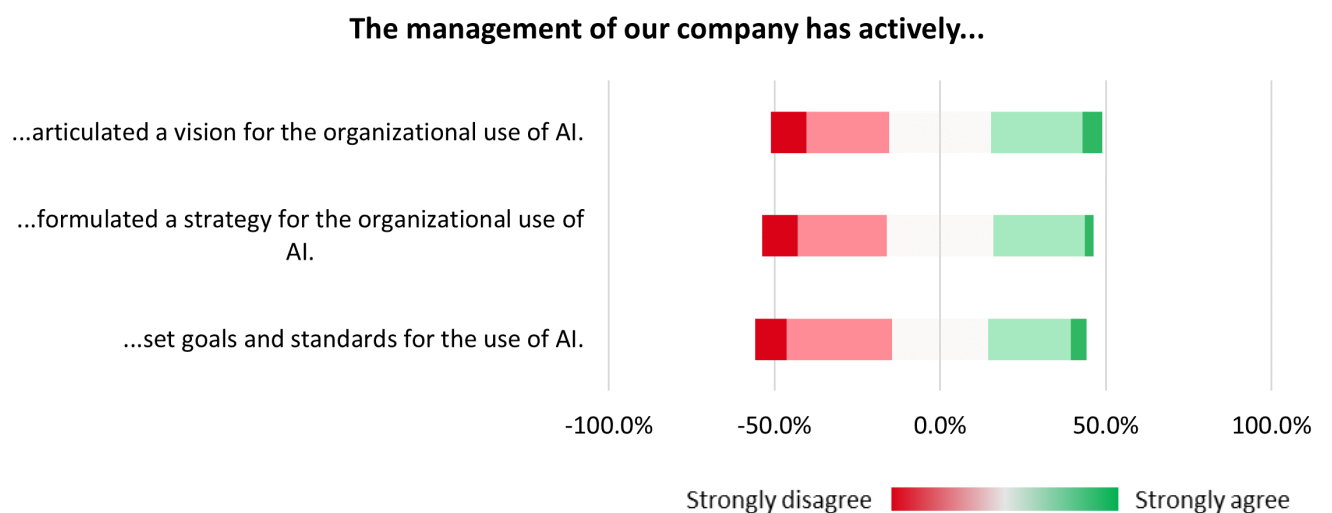 The management of our company has actively...
...articulated a vision for the organizational use of AI.
...formulated a strategy for the organizational use of
AI.
...set goals and standards for the use of AI.
-100.0% -50.0% 0.0% 50.0% 100.0%
Strongly disagree Strongly agree